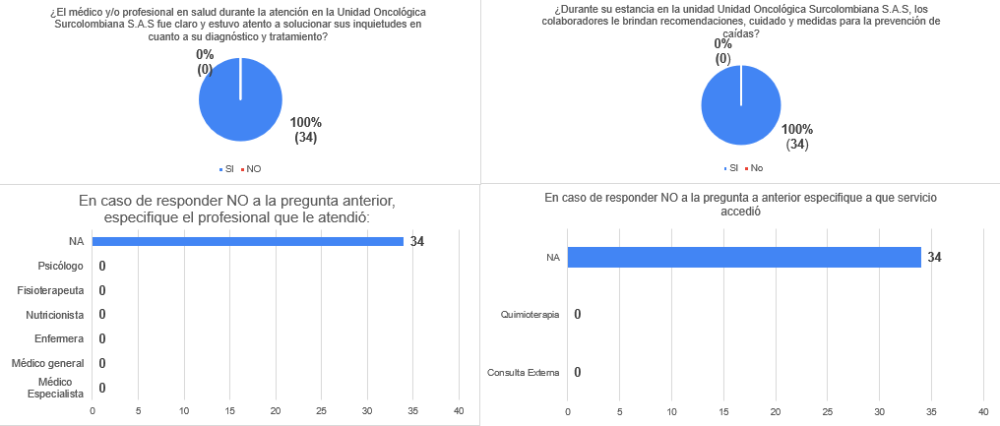 ¿El médico y/o profesional en salud durante la atención en la Unidad Oncológica
Surcolombiana S.A.S fue claro y estuvo atento a solucionar sus inquietudes en
cuanto a su diagnóstico y tratamiento?
0%
(0)
100%
(34)
SI NO
¿Durante su estancia en la unidad Unidad Oncológica Surcolombiana S.A.S, los
colaboradores le brindan recomendaciones, cuidado y medidas para la prevención de
caídas?
0%
(0)
100%
(34)
SI No
En caso de responder NO a la pregunta anterior,
especifique el profesional que le atendió:
NA 34
Psicólogo 0
Fisioterapeuta 0
Nutricionista 0
Enfermera 0
Médico general 0
Médico
Especialista 0
0 5 10 15 20 25 30 35 40
En caso de responder NO a la pregunta a anterior especifique a que servicio
accedió
NA 34
Quimioterapia 0
Consulta Externa 0
0 5 10 15 20 25 30 35 40